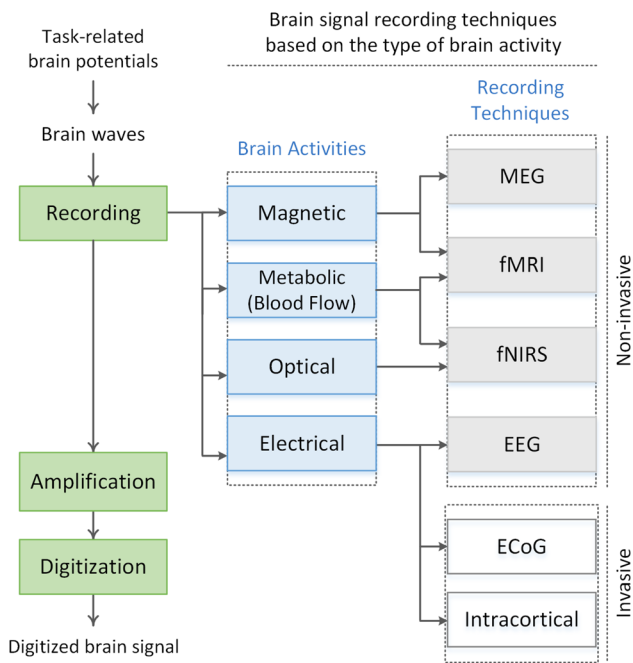 Task-related
brain potentials
Brain waves
Recording
Amplification
Digitization
Digitized brain signal
Brain signal recording techniques
based on the type of brain activity
Brain Activities
Magnetic
Metabolic
(Blood Flow)
Optical
Electrical
Recording
Techniques
MEG
fMRI
fNIRS
EEG
ECoG
Intracortical
Non-invasive
Invasive